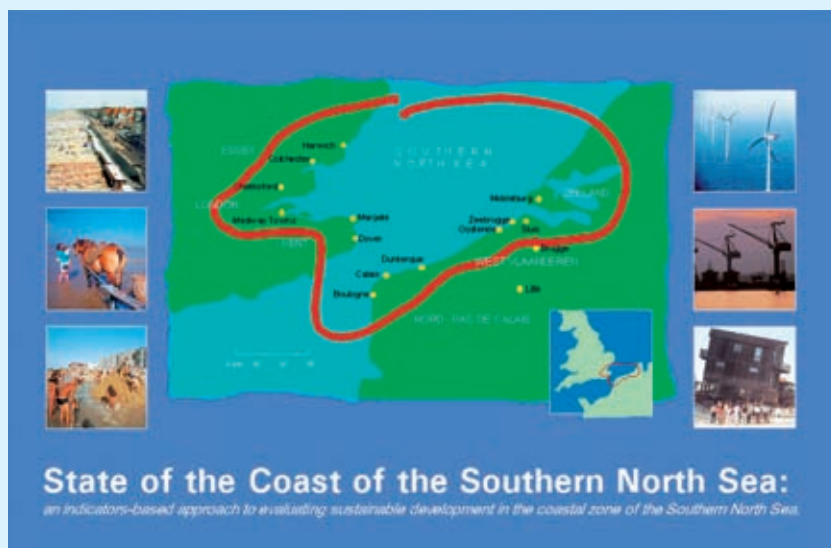 ESSEX
Harwich
Colchester
SOUTHERN
NORTH SEA
Chelmsford
LONDON
Medway Towns
Margate
KENT
Dover
Middelburg
ZEELAND
Zeebrugge
Oostende
Sluis
Brugge
WEST VLAANDEREN
Dunkerque
Calais
Boulogne
Lille
NORD - PAS DE CALAIS
State of the Coast of the Southern North Sea:
an indicators-based approach to evaluating sustainable development in the coastal zone of the Southern North Sea.